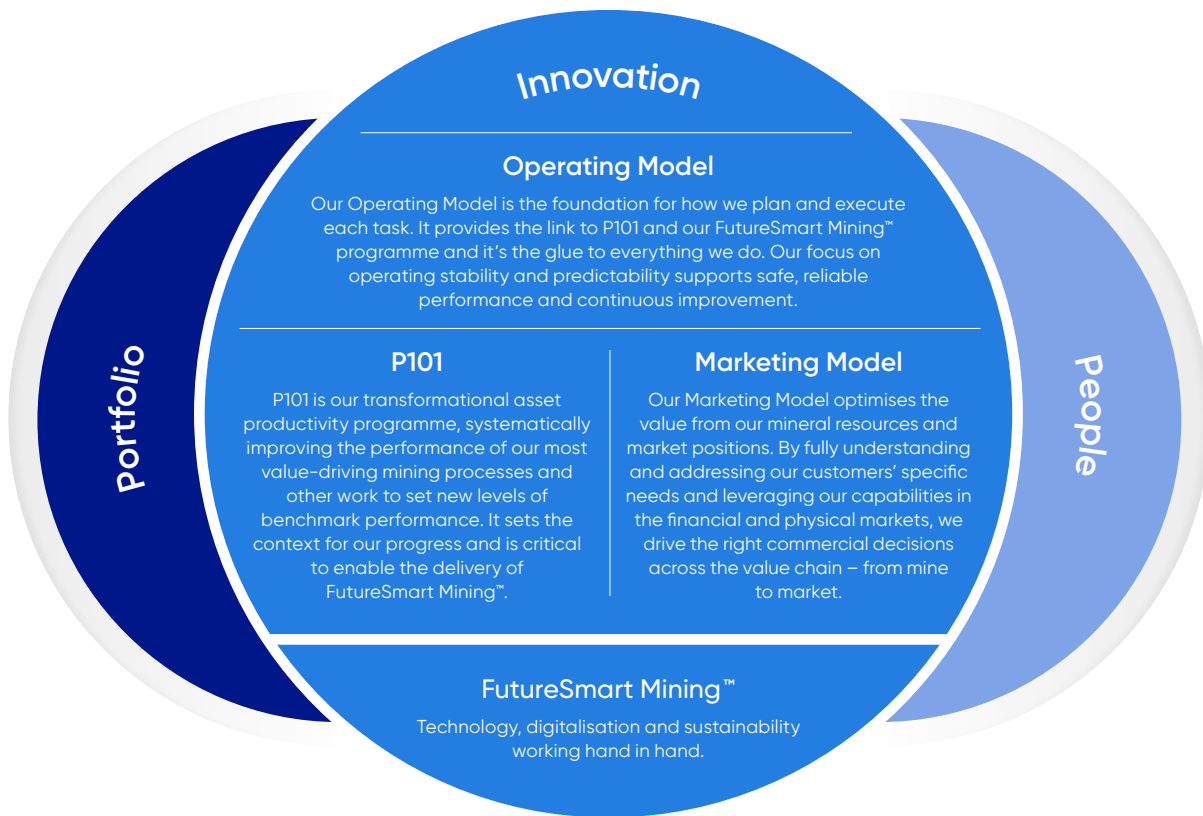 Innovation
Operating Model
Our Operating Model is the foundation for how we plan and execute
each task. It provides the link to P101 and our FutureSmart Mining™
programme and it’s the glue to everything we do. Our focus on
operating stability and predictability supports safe, reliable
performance and continuous improvement.
Portfolio
P101
P101 is our transformational asset
productivity programme, systematically
improving the performance of our most
value-driving mining processes and
other work to set new levels of
benchmark performance. It sets the
context for our progress and is critical
to enable the delivery of
FutureSmart Mining™.
Marketing Model
Our Marketing Model optimises the
value from our mineral resources and
market positions. By fully understanding
and addressing our customers’ specific
needs and leveraging our capabilities in
the financial and physical markets, we
drive the right commercial decisions
across the value chain – from mine
to market.
People
FutureSmart Mining™
Technology, digitalisation and sustainability
working hand in hand.